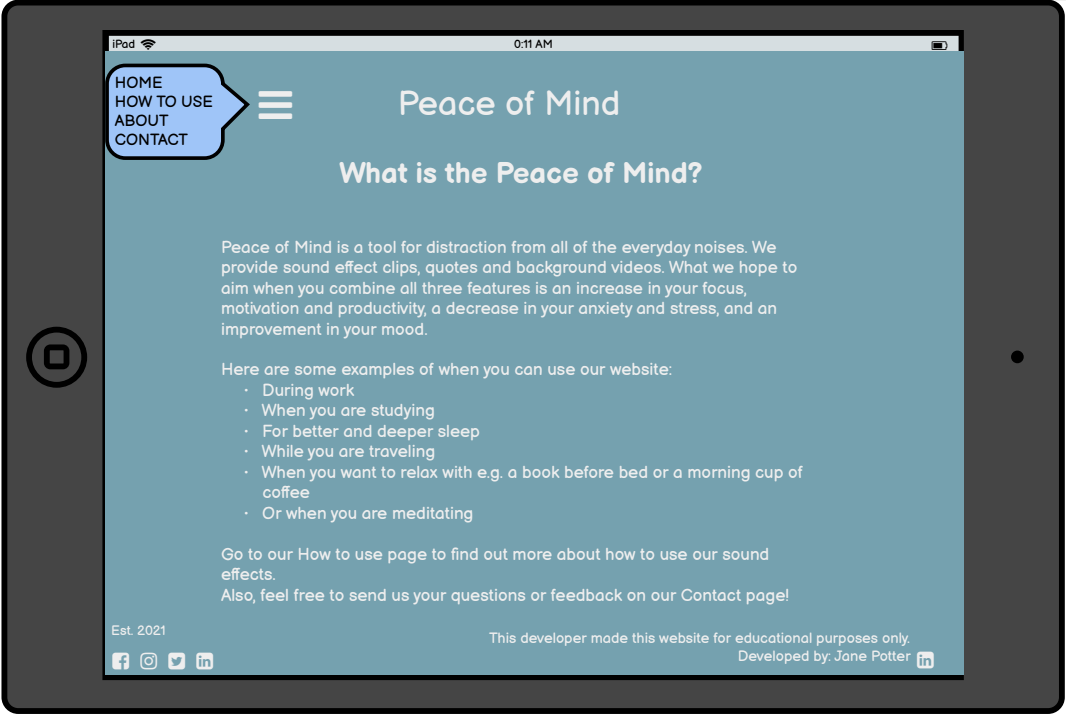 iPad
0:11 AM
HOME
HOW TO USE
ABOUT
CONTACT
Peace of Mind
What is the Peace of Mind?
Peace of Mind is a tool for distraction from all of the everyday noises. We
provide sound effect clips, quotes and background videos. What we hope to
aim when you combine all three features is an increase in your focus,
motivation and productivity, a decrease in your anxiety and stress, and an
improvement in your mood.
Here are some examples of when you can use our website:
· During work
· When you are studying
· For better and deeper sleep
· While you are traveling
· When you want to relax with e.g. a book before bed or a morning cup of
coffee
· Or when you are meditating
Go to our How to use page to find out more about how to use our sound
effects.
Also, feel free to send us your questions or feedback on our Contact page!
Est. 2021
This developer made this website for educational purposes only.
Developed by: Jane Potter